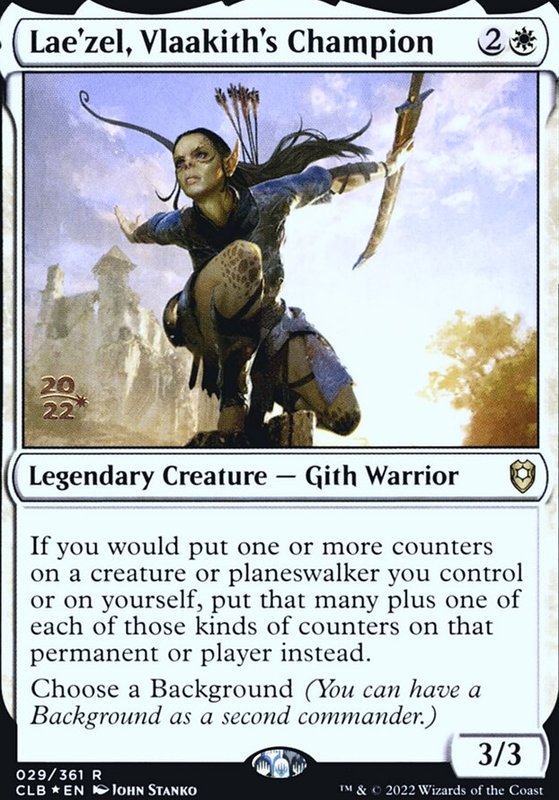 Lae'zel, Vlaakith's Champion 2
20
22
Legendary Creature — Gith Warrior
If you would put one or more counters
on a creature or planeswalker you control
or on yourself, put that many plus one of
each of those kinds of counters on that
permanent or player instead.
Choose a Background (You can have a
Background as a second commander.)
3/3
029/361 R
CLB ★ EN John Stanko
™ & © 2022 Wizards of the Coast